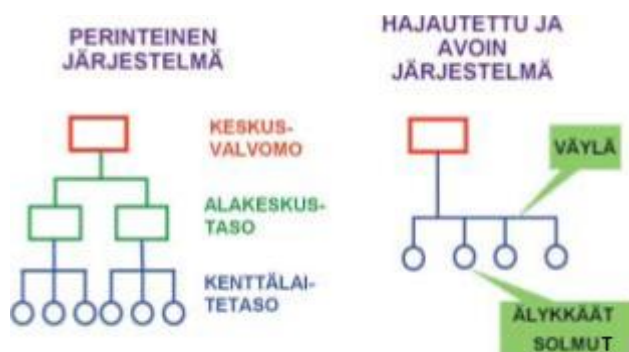 PERINTEINEN
JÄRJESTELMÄ
KESKUS-
VALVOMO
ALAKESKUS-
TASO
KENTTÄLAI-
TETASO
HAJAUTETTU JA
AVOIN
JÄRJESTELMÄ
VÄYLÄ
ÄLYKKÄÄT
SOLMUT